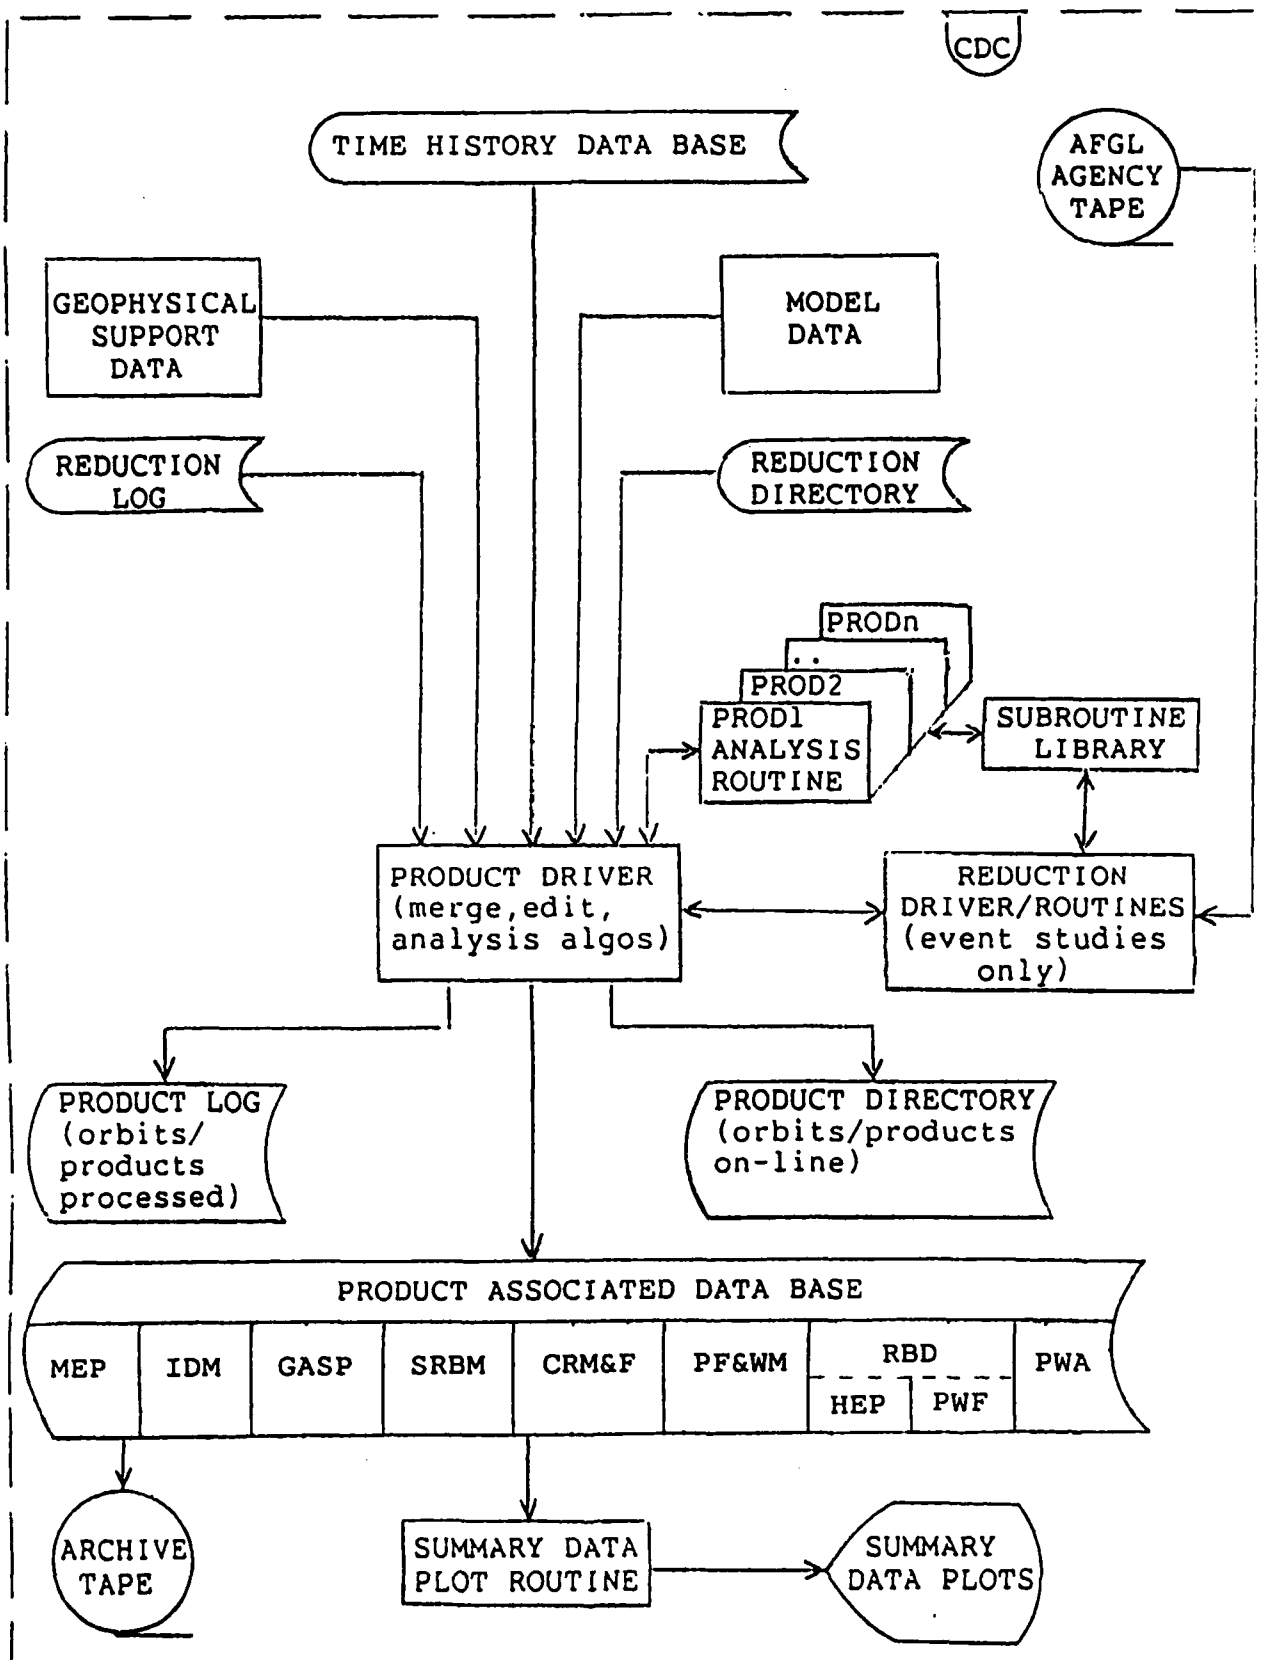 CDC
TIME HISTORY DATA BASE
AFGL
AGENCY
TAPE
GEOPHYSICAL
SUPPORT
DATA
MODEL
DATA
REDUCTION
LOG
REDUCTION
DIRECTORY
PRODn
..
PROD2
PROD1
ANALYSIS
ROUTINE
SUBROUTINE
LIBRARY
PRODUCT DRIVER
(merge,edit,
analysis algos)
REDUCTION
DRIVER/ROUTINES
(event studies
only)
PRODUCT LOG
(orbits/
products
processed)
PRODUCT DIRECTORY
(orbits/products
on-line)
PRODUCT ASSOCIATED DATA BASE
MEP
IDM
GASP
SRBM
CRM&F
PF&WM
RBD
HEP
PWF
PWA
ARCHIVE
TAPE
SUMMARY DATA
PLOT ROUTINE
SUMMARY
DATA PLOTS